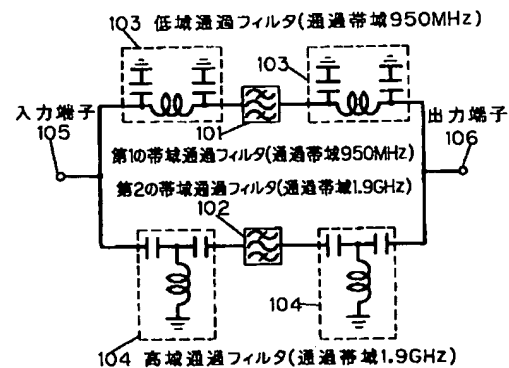 103 低域通過フィルタ(通過帯域950MHz)
103
入力端子
105
101
出力端子
106
第1の帯域通過フィルタ(通過帯域950MHz)
第2の帯域通過フィルタ(通過帯域1.9GHz)
102
104
104 高域通過フィルタ(通過帯域1.9GHz)